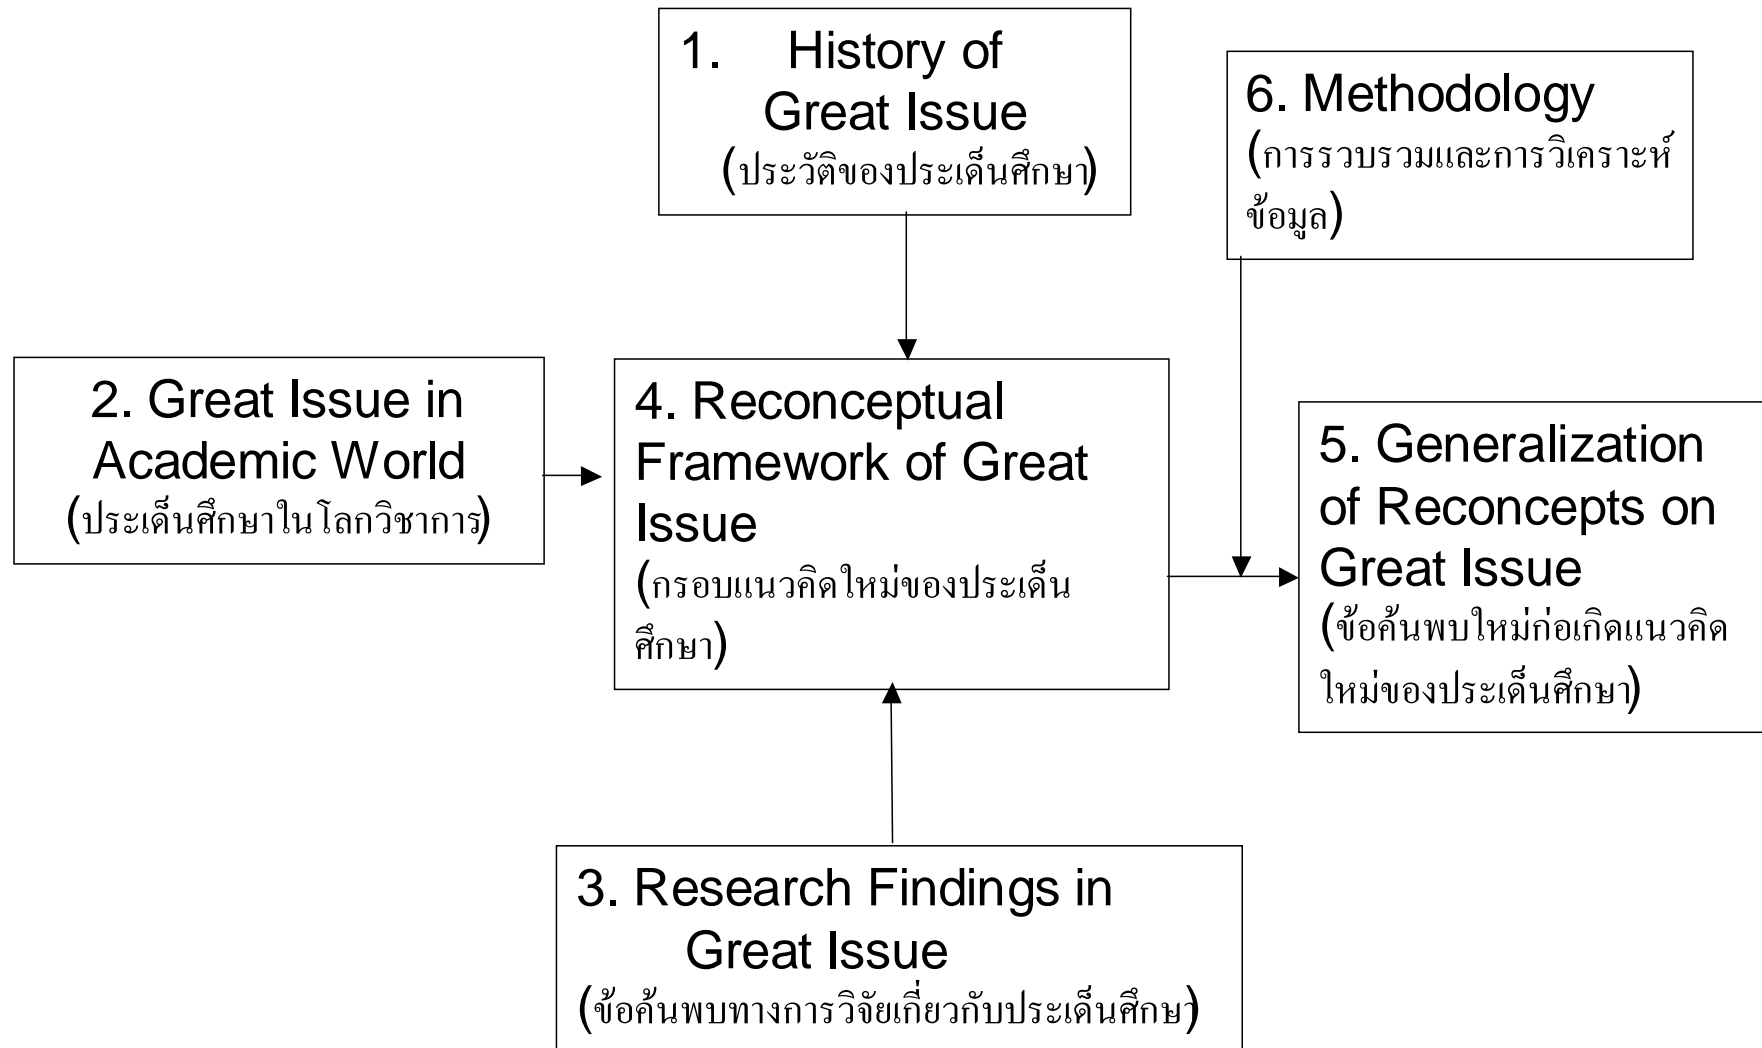 1. History of
Great Issue
(ประวัติของประเด็นศึกษา)
6. Methodology
(การรวบรวมและการวิเคราะห์
ข้อมูล)
2. Great Issue in
Academic World
(ประเด็นศึกษาในโลกวิชาการ)
4. Reconceptual
Framework of Great
Issue
(กรอบแนวคิดใหม่ของประเด็น
ศึกษา)
5. Generalization
of Reconcepts on
Great Issue
(ข้อค้นพบใหม่ก่อเกิดแนวคิด
ใหม่ของประเด็นศึกษา)
3. Research Findings in
Great Issue
(ข้อค้นพบทางการวิจัยเกี่ยวกับประเด็นศึกษา)